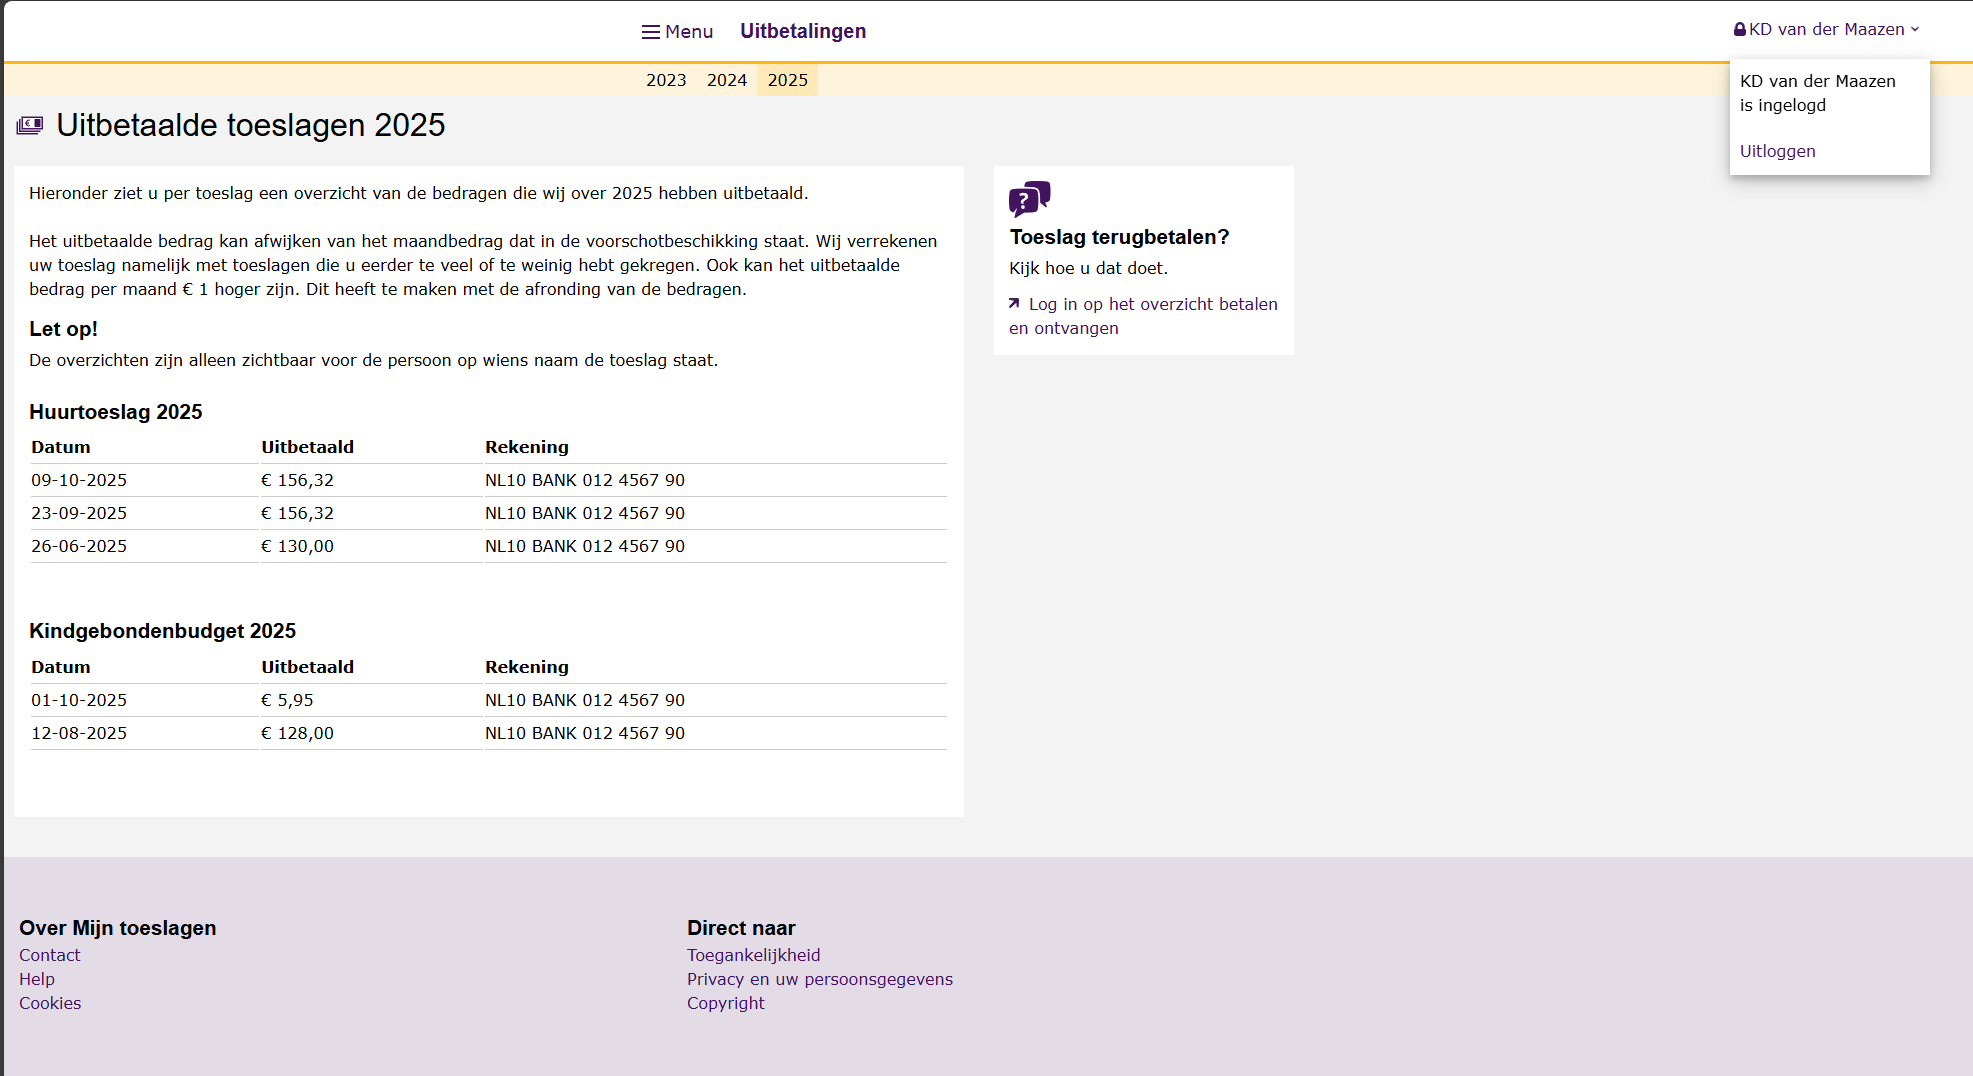 Menu
Uitbetalingen
KD van der Maazen
2023 2024 2025
KD van der Maazen
is ingelogd
Uitloggen
Uitbetaalde toeslagen 2025
Hieronder ziet u per toeslag een overzicht van de bedragen die wij over 2025 hebben uitbetaald.
Het uitbetaalde bedrag kan afwijken van het maandbedrag dat in de voorschotbeschikking staat. Wij verrekenen
uw toeslag namelijk met toeslagen die u eerder te veel of te weinig hebt gekregen. Ook kan het uitbetaalde
bedrag per maand € 1 hoger zijn. Dit heeft te maken met de afronding van de bedragen.
Let op!
De overzichten zijn alleen zichtbaar voor de persoon op wiens naam de toeslag staat.
Huurtoeslag 2025
Datum Uitbetaald Rekening
09-10-2025 € 156,32 NL10 BANK 012 4567 90
23-09-2025 € 156,32 NL10 BANK 012 4567 90
26-06-2025 € 130,00 NL10 BANK 012 4567 90
Kindgebondenbudget 2025
Datum Uitbetaald Rekening
01-10-2025 € 5,95 NL10 BANK 012 4567 90
12-08-2025 € 128,00 NL10 BANK 012 4567 90
Toeslag terugbetalen?
Kijk hoe u dat doet.
Log in op het overzicht betalen
en ontvangen
Over Mijn toeslagen
Contact
Help
Cookies
Direct naar
Toegankelijkheid
Privacy en uw persoonsgegevens
Copyright